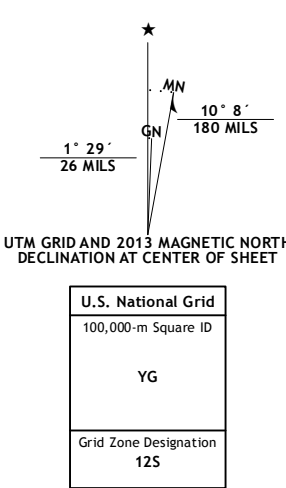 ★
MN
GN
10° 8´
180 MILS
1° 29´
26 MILS
UTM GRID AND 2013 MAGNETIC NORTH
DECLINATION AT CENTER OF SHEET
U.S. National Grid
100,000-m Square ID
YG
Grid Zone Designation
12S